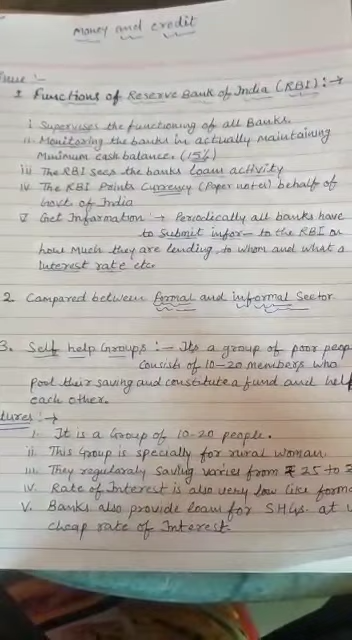 Money and credit
1 Functions of Reserve Bank of India (RBI) :→
i Supervises the functioning of all Banks.
ii Monitoring the banks in actually maintaining
Minimum cash balance. (15%)
iii The RBI sees the banks loan activity
iv The RBI Prints Currency (Paper notes) behalf of
Govt. of India
V Get Information :→ Periodically all banks have
to submit infor- to the RBI on
how Much they are lending, to whom and what a
Interest rate etc.
2. Compared between formal and informal Sector
3. Self help Groups :- Its a group of poor peop
Consists of 10-20 members who
Pool their saving and constitute a fund and help
each other.
tures :→
i. It is a Group of 10-20 people.
ii. This Group is specially for rural woman.
iii. They regularaly Saving varies from ₹ 25 to
iv. Rate of Interest is also very low like forma
V. Banks also provide loan for SHGs. at
cheap rate of Interest.